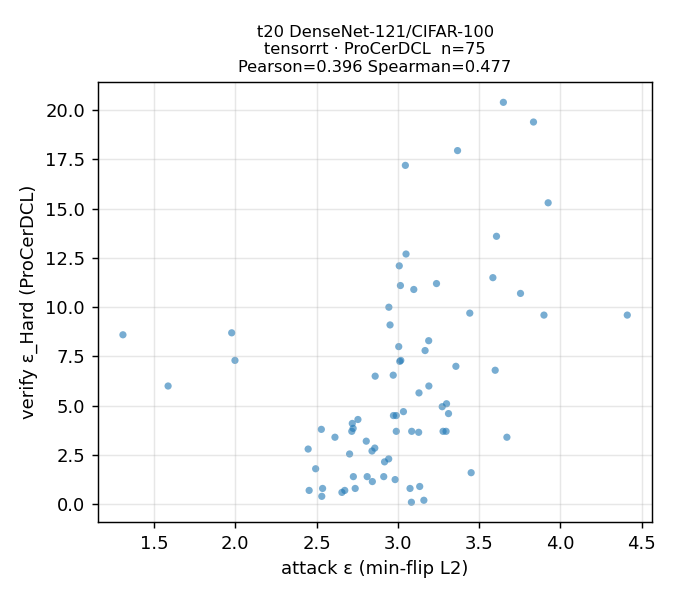 t20 DenseNet-121/CIFAR-100
tensorrt · ProCerDCL  n=75
Pearson=0.396 Spearman=0.477
verify ε_Hard (ProCerDCL)
20.0
17.5
15.0
12.5
10.0
7.5
5.0
2.5
0.0
1.5 2.0 2.5 3.0 3.5 4.0 4.5
attack ε (min-flip L2)